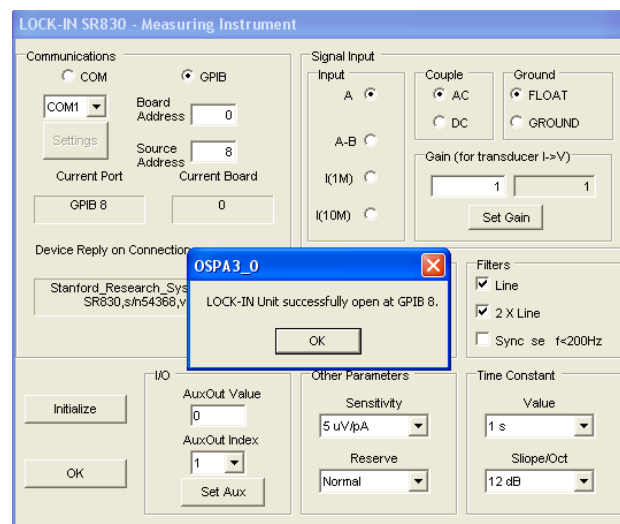 LOCK-IN SR830 - Measuring Instrument
Communications
COM
GPIB
COM1
Board
Address
0
Settings
Source
Address
8
Current Port
Current Board
GPIB 8
0
Device Reply on Connection
Stanford_Research_Sys
SR830,s/n54368,v
Signal Input
Input
A
A-B
I(1M)
I(10M)
Couple
AC
DC
Ground
FLOAT
GROUND
Gain (for transducer I->V)
1
1
Set Gain
OSPA3_0
LOCK-IN Unit successfully open at GPIB 8.
OK
Filters
Line
2 X Line
Sync se f<200Hz
Initialize
OK
I/O
AuxOut Value
0
AuxOut Index
1
Set Aux
Other Parameters
Sensitivity
5 uV/pA
Reserve
Normal
Time Constant
Value
1 s
Sliope/Oct
12 dB